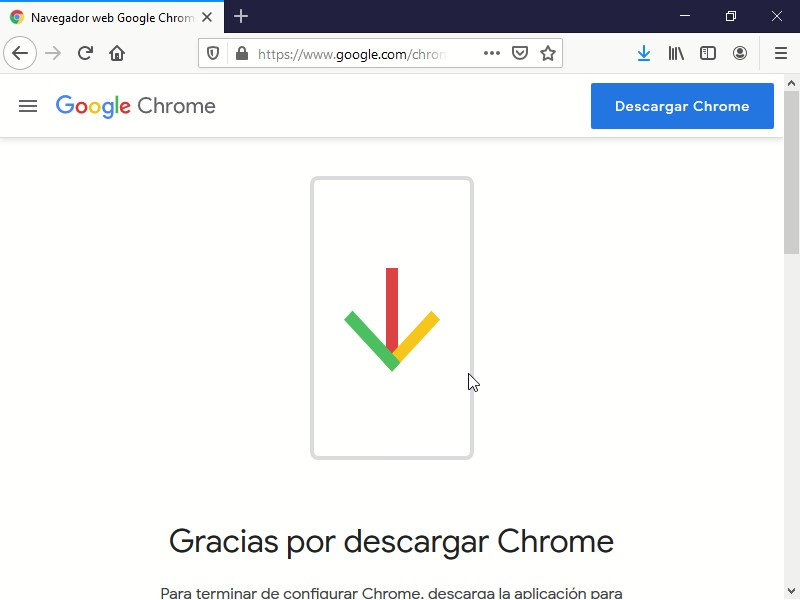 Navegador web Google Chrom
https://www.google.com/chrom
Google Chrome
Descargar Chrome
Gracias por descargar Chrome
Para terminar de configurar Chrome, descarga la aplicación para